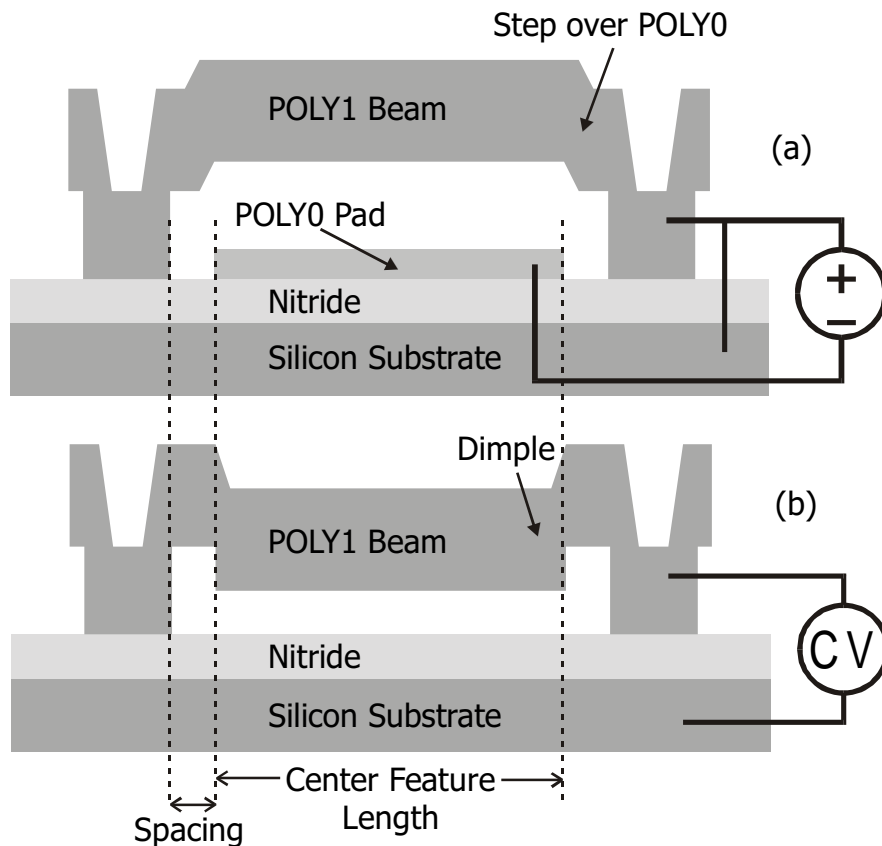 Step over POLY0
POLY1 Beam
(a)
POLY0 Pad
+
−
Nitride
Silicon Substrate
Dimple
(b)
POLY1 Beam
CV
Nitride
Silicon Substrate
Center Feature
Length
Spacing